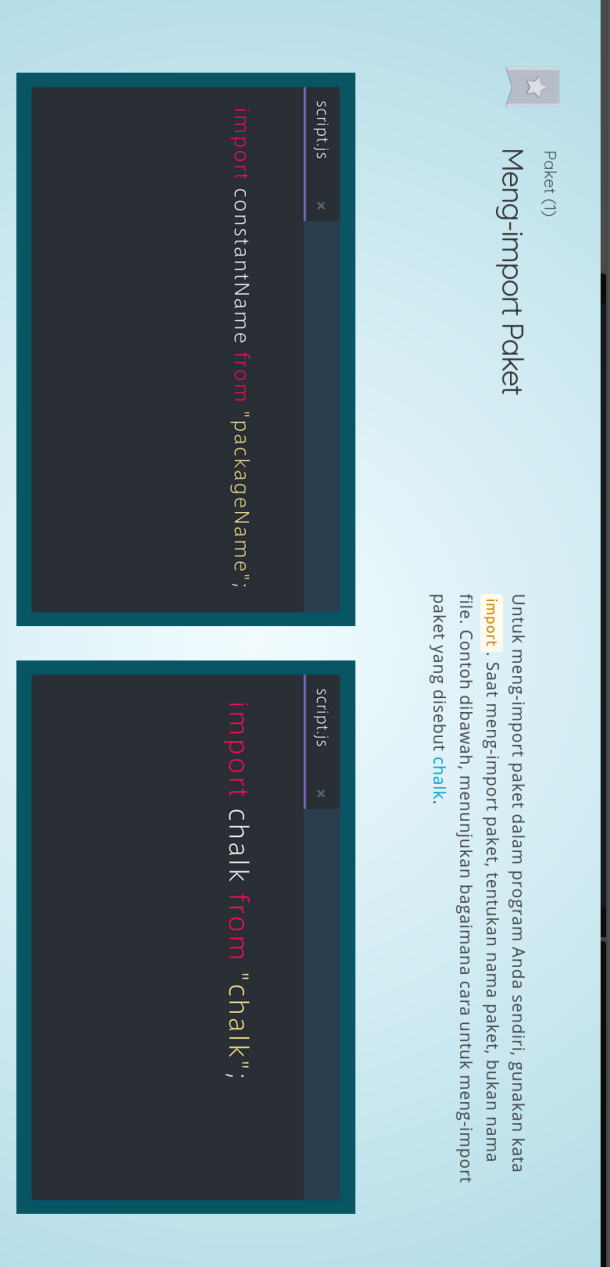 Paket (1)
Meng-import Paket
Untuk meng-import paket dalam program Anda sendiri, gunakan kata
import . Saat meng-import paket, tentukan nama paket, bukan nama
file. Contoh dibawah, menunjukan bagaimana cara untuk meng-import
paket yang disebut chalk.
script.js ×
import constantName from "packageName";
script.js ×
import chalk from "chalk";